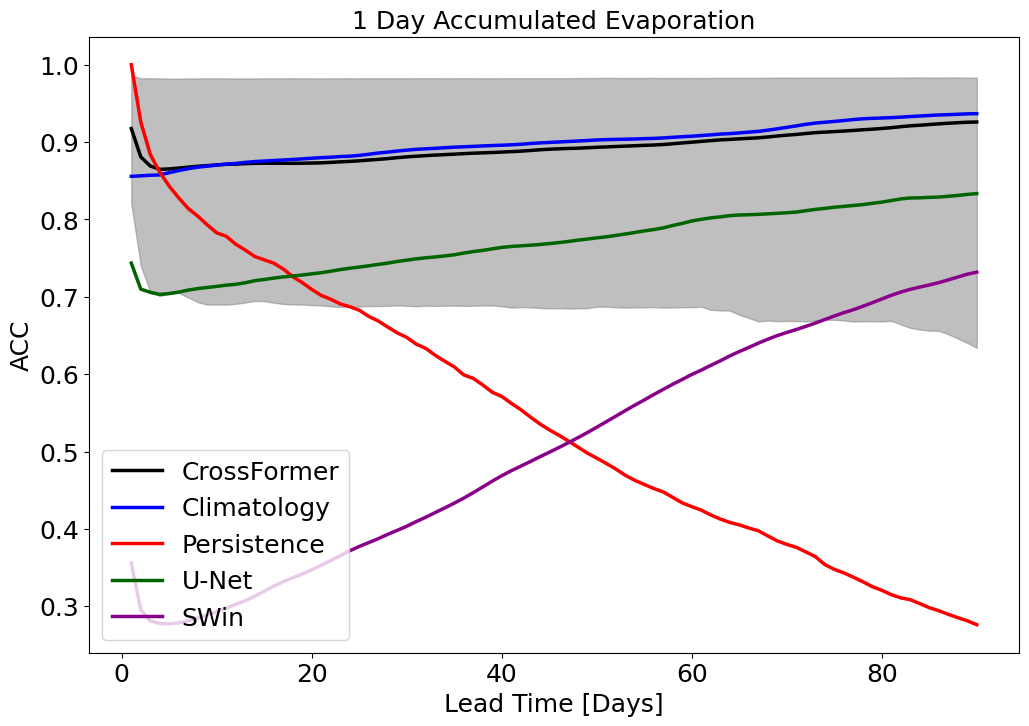 1 Day Accumulated Evaporation
ACC
1.0
0.9
0.8
0.7
0.6
0.5
0.4
0.3
CrossFormer
Climatology
Persistence
U-Net
SWin
0 20 40 60 80
Lead Time [Days]